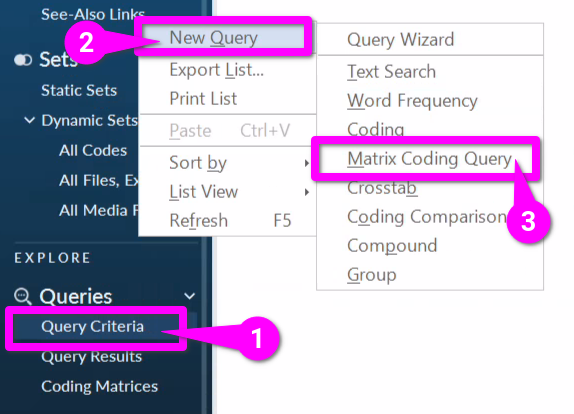 See-Also Links
Sets
Static Sets
Dynamic Sets
All Codes
All Files, Ex
All Media F
EXPLORE
Queries
Query Criteria
Query Results
Coding Matrices
2
New Query
Export List...
Print List
Paste Ctrl+V
Sort by
List View
Refresh F5
Query Wizard
Text Search
Word Frequency
Coding
Matrix Coding Query
Crosstab
Coding Comparison
Compound
Group
3
1